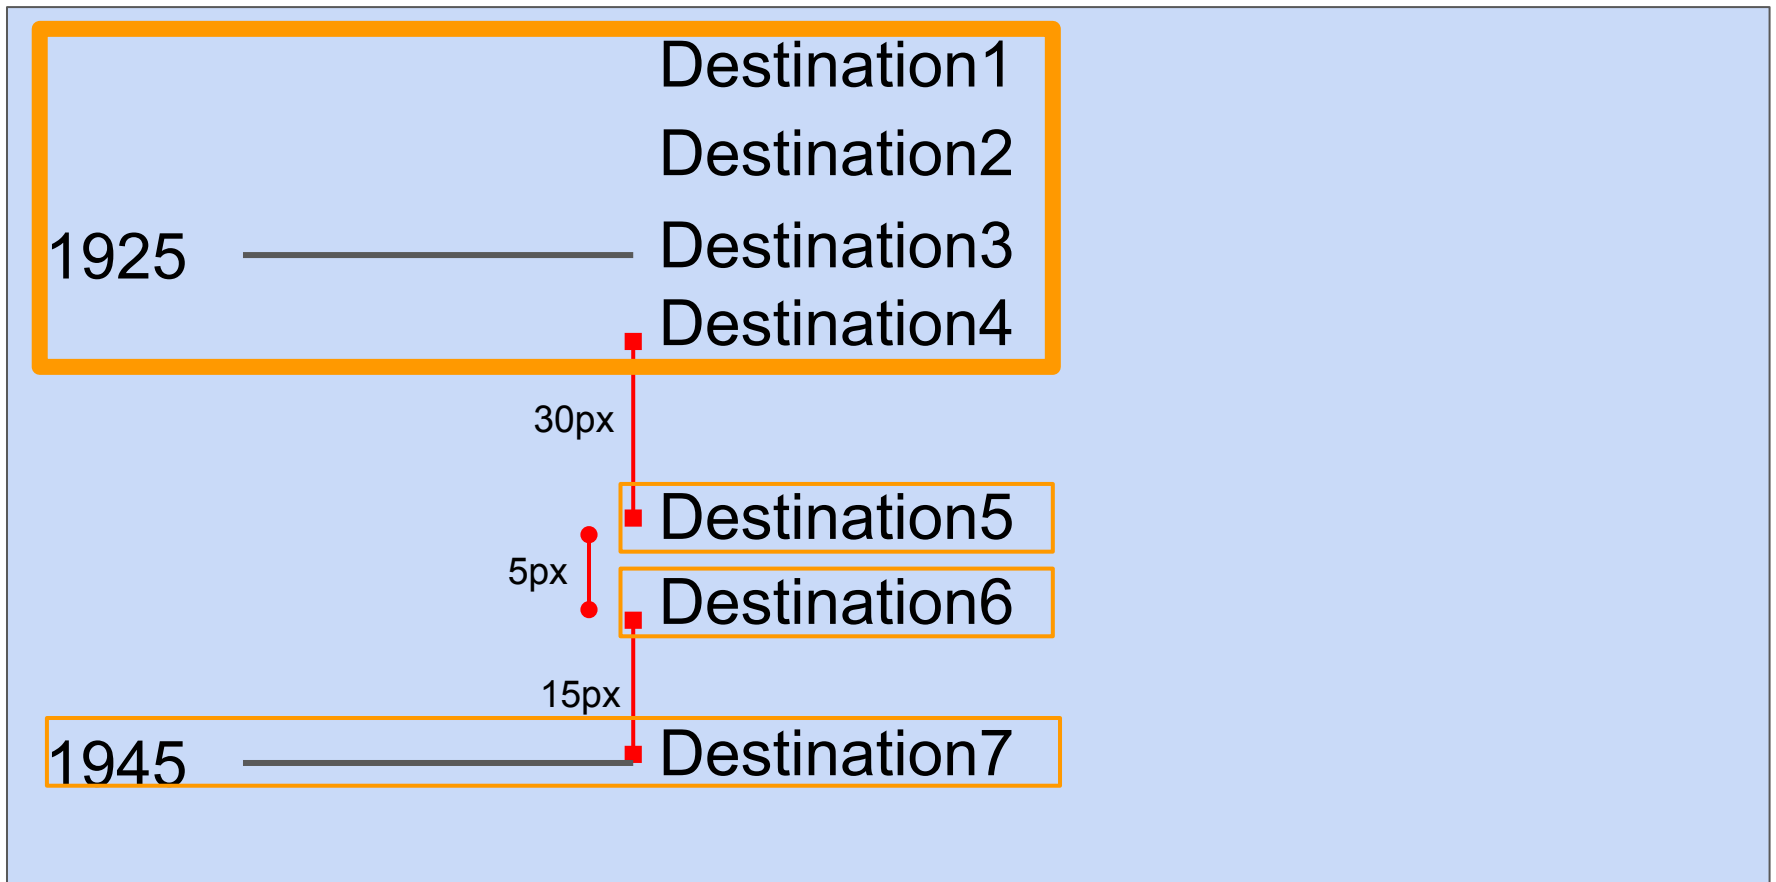 Destination1
Destination2
1925 Destination3
Destination4
30px
Destination5
5px
Destination6
15px
1945 Destination7